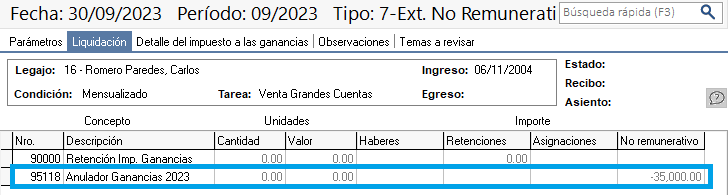 Fecha: 30/09/2023 Período: 09/2023 Tipo: 7-Ext. No Remunerati
Búsqueda rápida (F3)
Parámetros Liquidación Detalle del impuesto a las ganancias Observaciones Temas a revisar
Legajo: 16 - Romero Paredes, Carlos Ingreso: 06/11/2004
Condición: Mensualizado Tarea: Venta Grandes Cuentas Egreso:
Estado:
Recibo:
Asiento:
Concepto Unidades Importe
Nro. Descripción Cantidad Valor Haberes Retenciones Asignaciones No remunerativo
90000 Retención Imp. Ganancias 0.00 0.00 0.00
95118 Anulador Ganancias 2023 0.00 0.00 -35,000.00